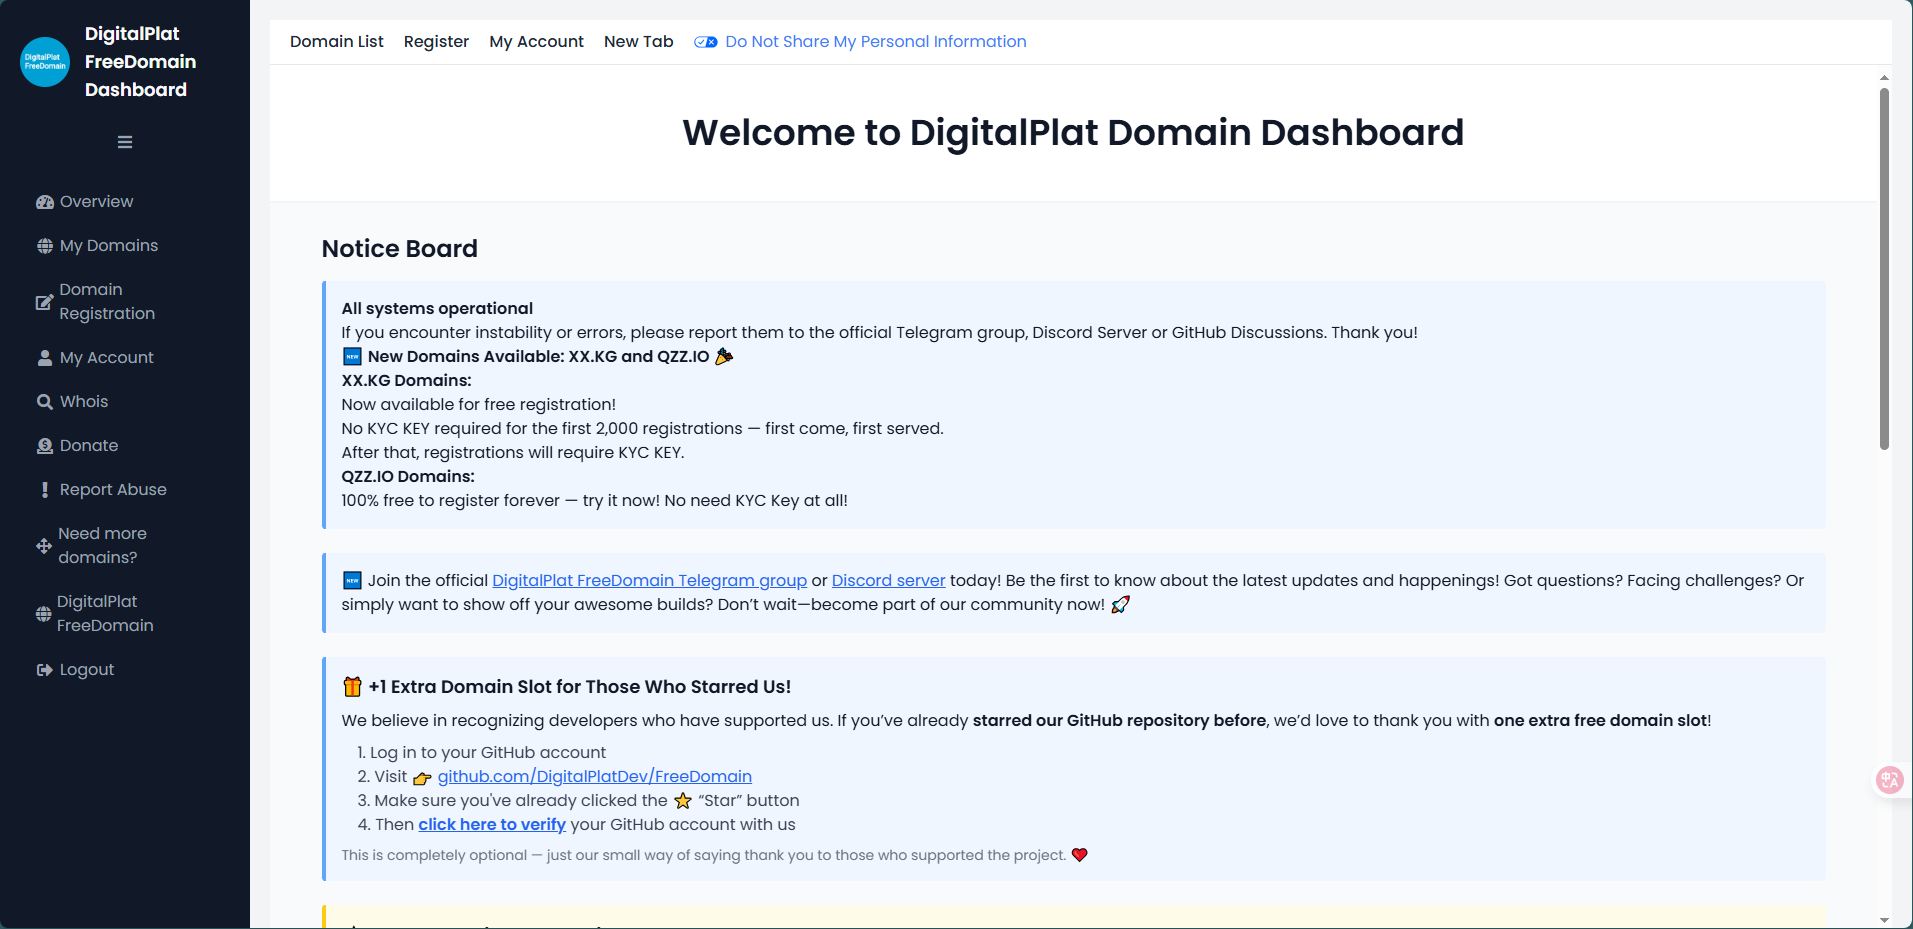 DigitalPlat
FreeDomain
Dashboard
DigitalPlat
FreeDomain
Overview
My Domains
Domain
Registration
My Account
Whois
Donate
Report Abuse
Need more
domains?
DigitalPlat
FreeDomain
Logout
Domain List Register My Account New Tab Do Not Share My Personal Information
Welcome to DigitalPlat Domain Dashboard
Notice Board
All systems operational
If you encounter instability or errors, please report them to the official Telegram group, Discord Server or GitHub Discussions. Thank you!
🆕 New Domains Available: XX.KG and QZZ.IO 🎉
XX.KG Domains:
Now available for free registration!
No KYC KEY required for the first 2,000 registrations — first come, first served.
After that, registrations will require KYC KEY.
QZZ.IO Domains:
100% free to register forever — try it now! No need KYC Key at all!
🆕 Join the official DigitalPlat FreeDomain Telegram group or Discord server today! Be the first to know about the latest updates and happenings! Got questions? Facing challenges? Or
simply want to show off your awesome builds? Don’t wait—become part of our community now! 🚀
🎁 +1 Extra Domain Slot for Those Who Starred Us!
We believe in recognizing developers who have supported us. If you’ve already starred our GitHub repository before, we’d love to thank you with one extra free domain slot!
1. Log in to your GitHub account
2. Visit 👉 github.com/DigitalPlatDev/FreeDomain
3. Make sure you've already clicked the ⭐ “Star” button
4. Then click here to verify your GitHub account with us
This is completely optional — just our small way of saying thank you to those who supported the project. ❤️
中A